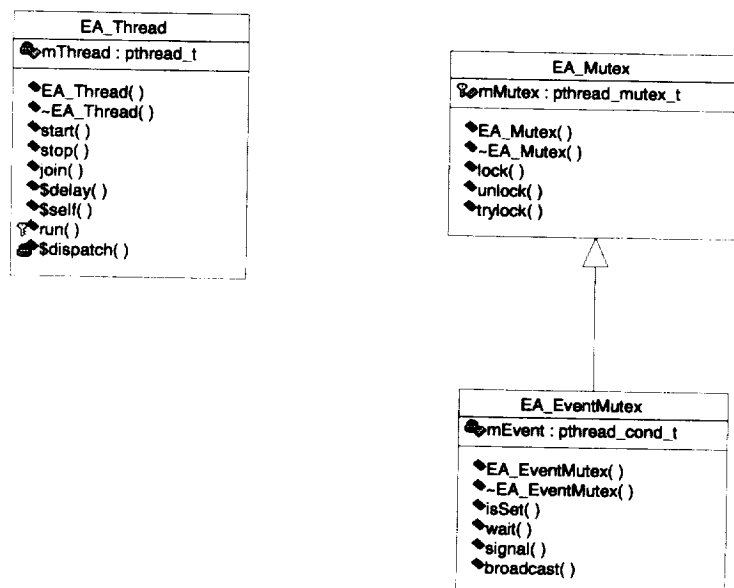 EA_Thread
mThread : pthread_t
EA_Thread( )
~EA_Thread( )
start( )
stop( )
join( )
$delay( )
$self( )
run( )
$dispatch( )
EA_Mutex
mMutex : pthread_mutex_t
EA_Mutex( )
~EA_Mutex( )
lock( )
unlock( )
trylock( )
EA_EventMutex
mEvent : pthread_cond_t
EA_EventMutex( )
~EA_EventMutex( )
isSet( )
wait( )
signal( )
broadcast( )